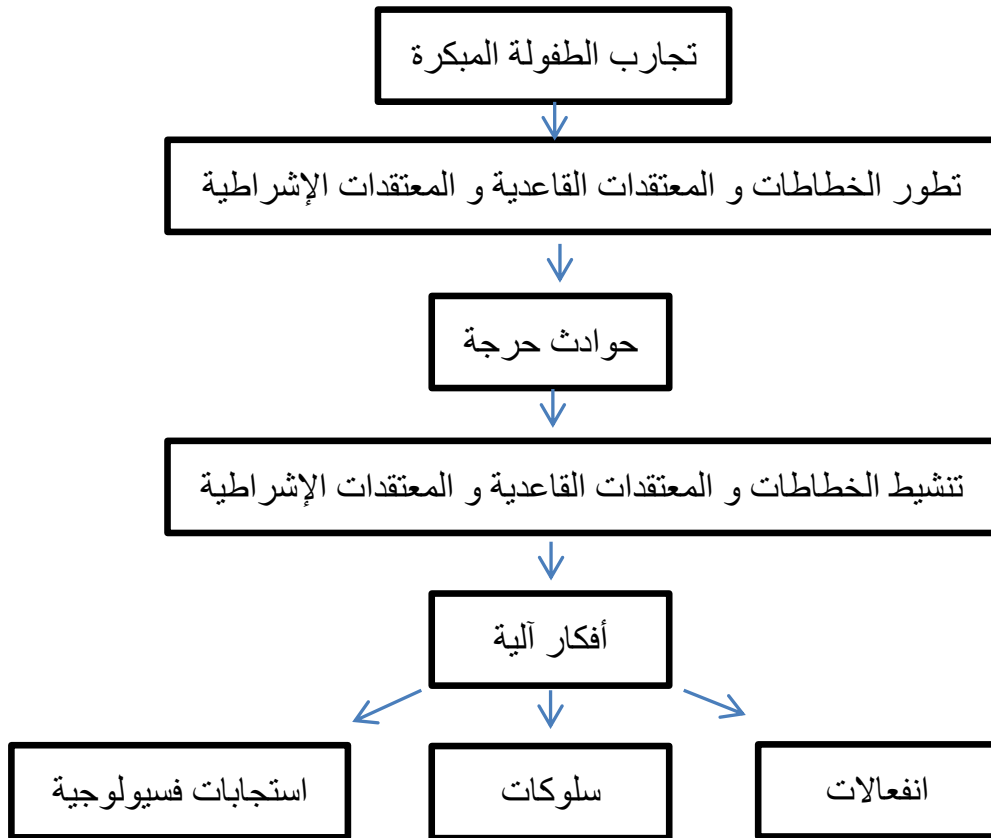 تجارب الطفولة المبكرة
تطور الخطاطات و المعتقدات القاعدية و المعتقدات الإشراطية
حوادث حرجة
تنشيط الخطاطات و المعتقدات القاعدية و المعتقدات الإشراطية
أفكار آلية
انفعالات
سلوكات
استجابات فسيولوجية